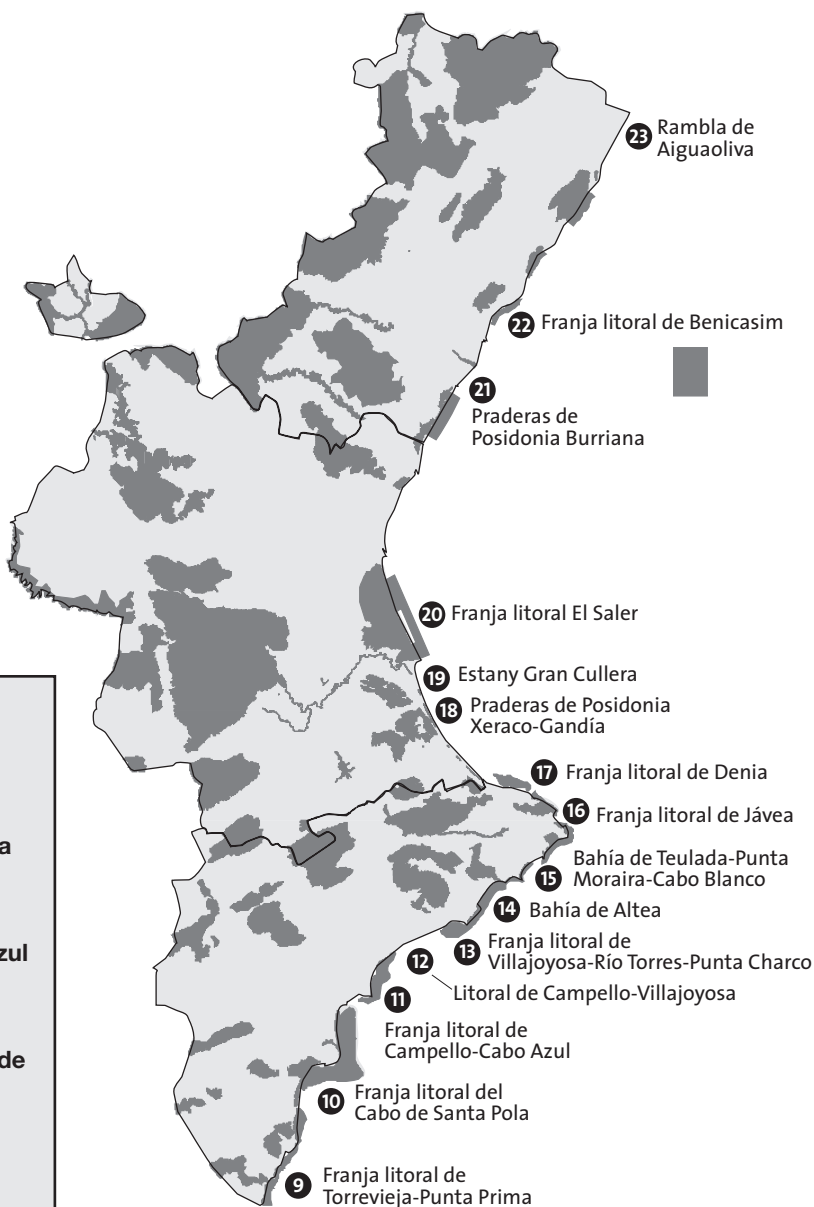 23 Rambla de
Aiguaoliva
22 Franja litoral de Benicasim
21
Praderas de
Posidonia Burriana
20 Franja litoral El Saler
19 Estany Gran Cullera
18 Praderas de Posidonia
Xeraco-Gandía
17 Franja litoral de Denia
16 Franja litoral de Jávea
Bahía de Teulada-Punta
15 Moraira-Cabo Blanco
14 Bahía de Altea
13 Franja litoral de
Villajoyosa-Río Torres-Punta Charco
12
Litoral de Campello-Villajoyosa
11
Franja litoral de
Campello-Cabo Azul
10 Franja litoral del
Cabo de Santa Pola
9 Franja litoral de
Torrevieja-Punta Prima
a
zul
de